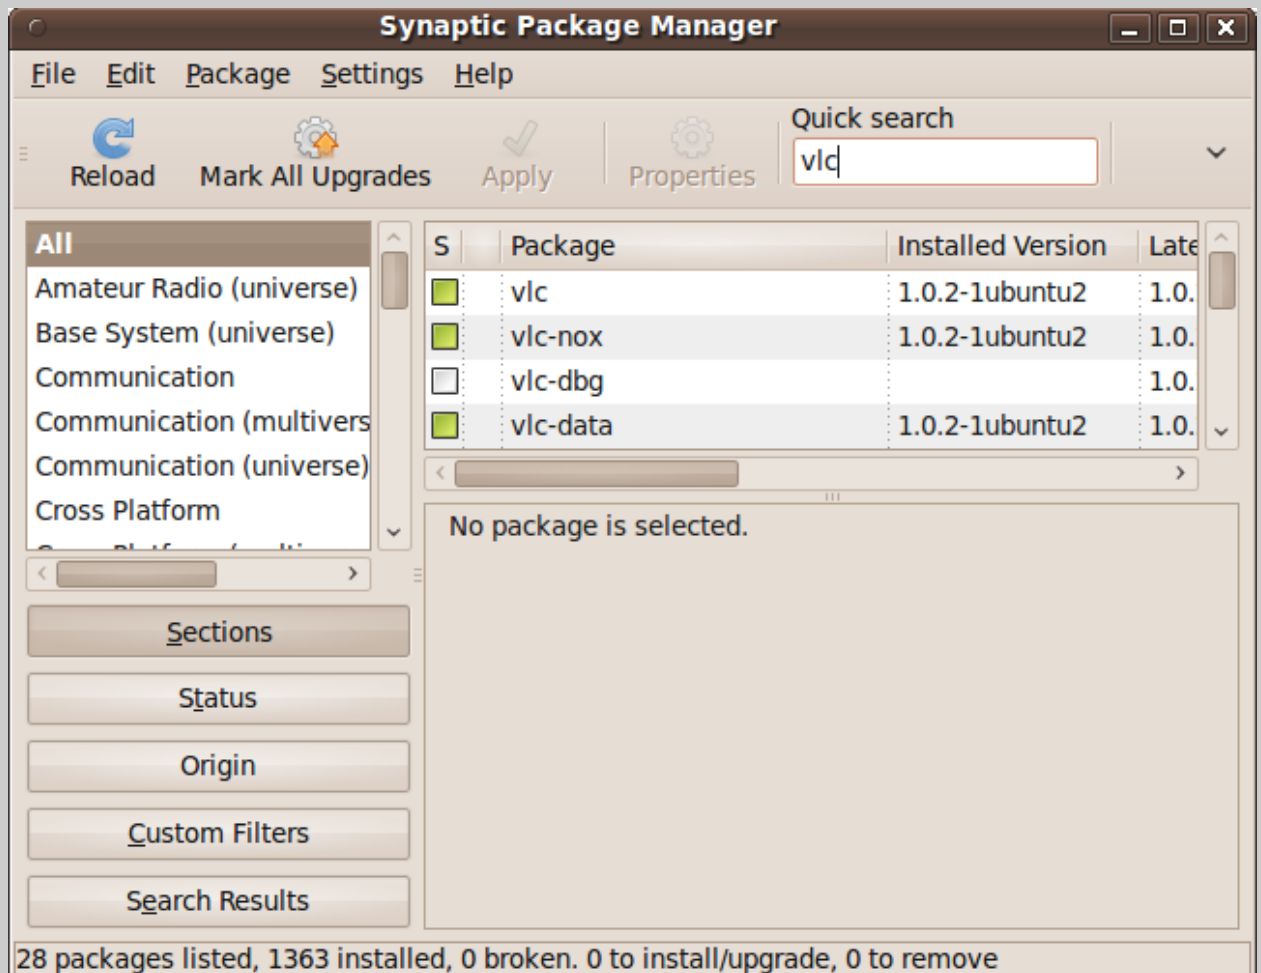 Synaptic Package Manager
File Edit Package Settings Help
Quick search
Reload Mark All Upgrades Apply Properties vlc
All
Amateur Radio (universe)
Base System (universe)
Communication
Communication (multivers
Communication (universe)
Cross Platform
S Package Installed Version Late
vlc 1.0.2-1ubuntu2 1.0.
vlc-nox 1.0.2-1ubuntu2 1.0.
vlc-dbg 1.0.
vlc-data 1.0.2-1ubuntu2 1.0.
No package is selected.
Sections
Status
Origin
Custom Filters
Search Results
28 packages listed, 1363 installed, 0 broken. 0 to install/upgrade, 0 to remove